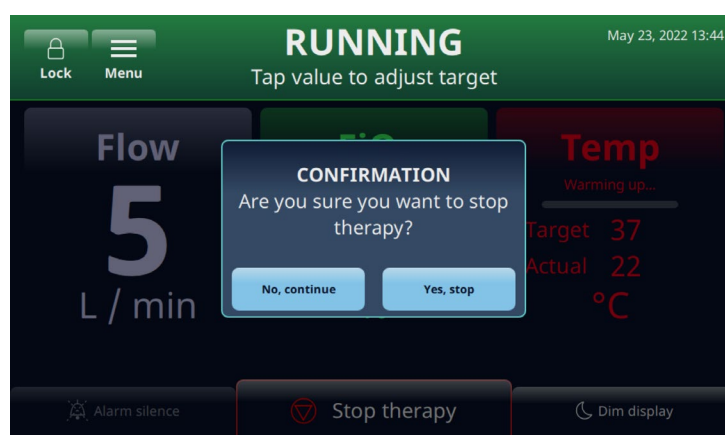 RUNNING
May 23, 2022 13:44
Lock Menu
Tap value to adjust target
Flow
Temp
Warming up...
CONFIRMATION
Are you sure you want to stop
therapy?
5
Target 37
Actual 22
No, continue
Yes, stop
L / min
°C
Alarm silence
Stop therapy
Dim display